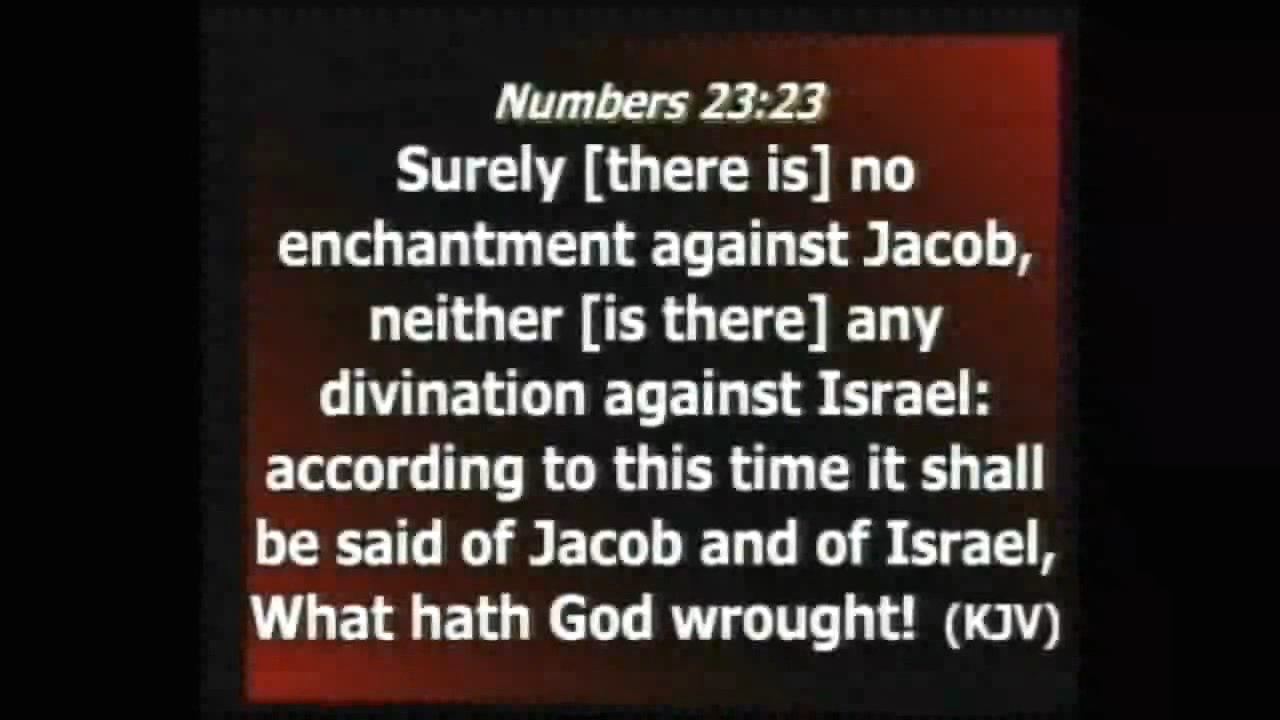 Numbers 23:23
Surely [there is] no
enchantment against Jacob,
neither [is there] any
divination against Israel:
according to this time it shall
be said of Jacob and of Israel,
What hath God wrought! (KJV)